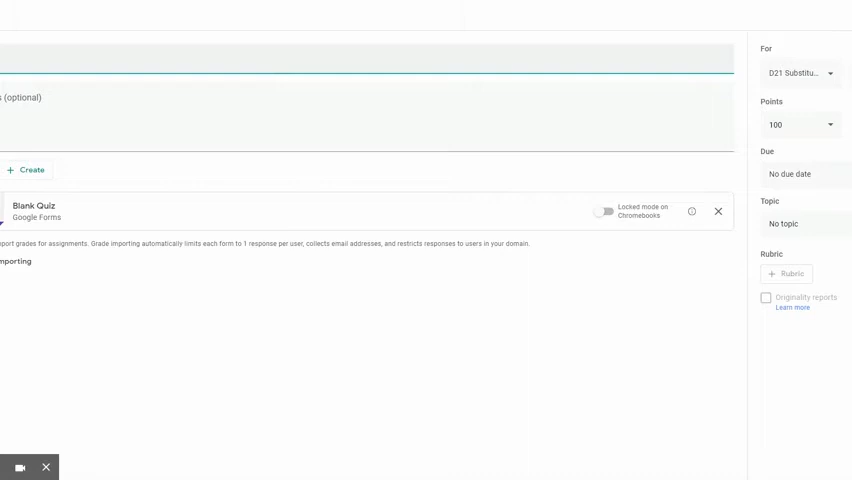 For
D21 Substitu...
s (optional)
Points
100
Due
No due date
Create
Topic
No topic
Blank Quiz
Google Forms
Locked mode on
Chromebooks
port grades for assignments. Grade importing automatically limits each form to 1 response per user, collects email addresses, and restricts responses to users in your domain.
mporting
Rubric
+ Rubric
Originality reports
Learn more